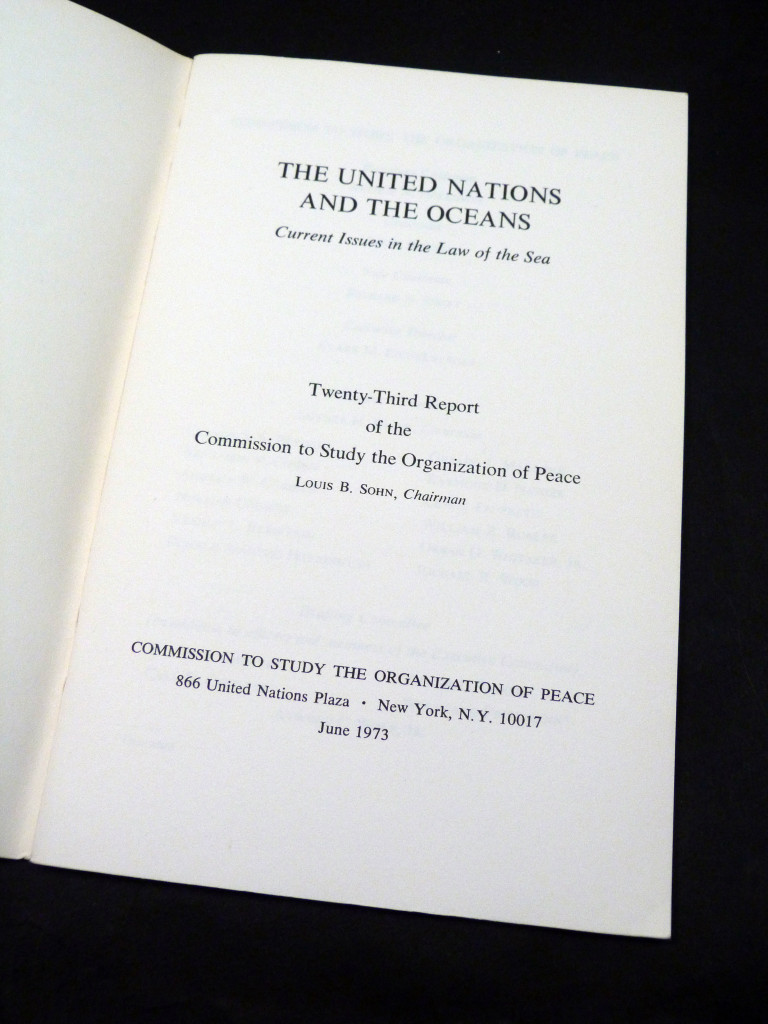 THE UNITED NATIONS
AND THE OCEANS
Current Issues in the Law of the Sea
Twenty-Third Report
of the
Commission to Study the Organization of Peace
LOUIS B. SOHN, Chairman
COMMISSION TO STUDY THE ORGANIZATION OF PEACE
866 United Nations Plaza • New York, N.Y. 10017
June 1973